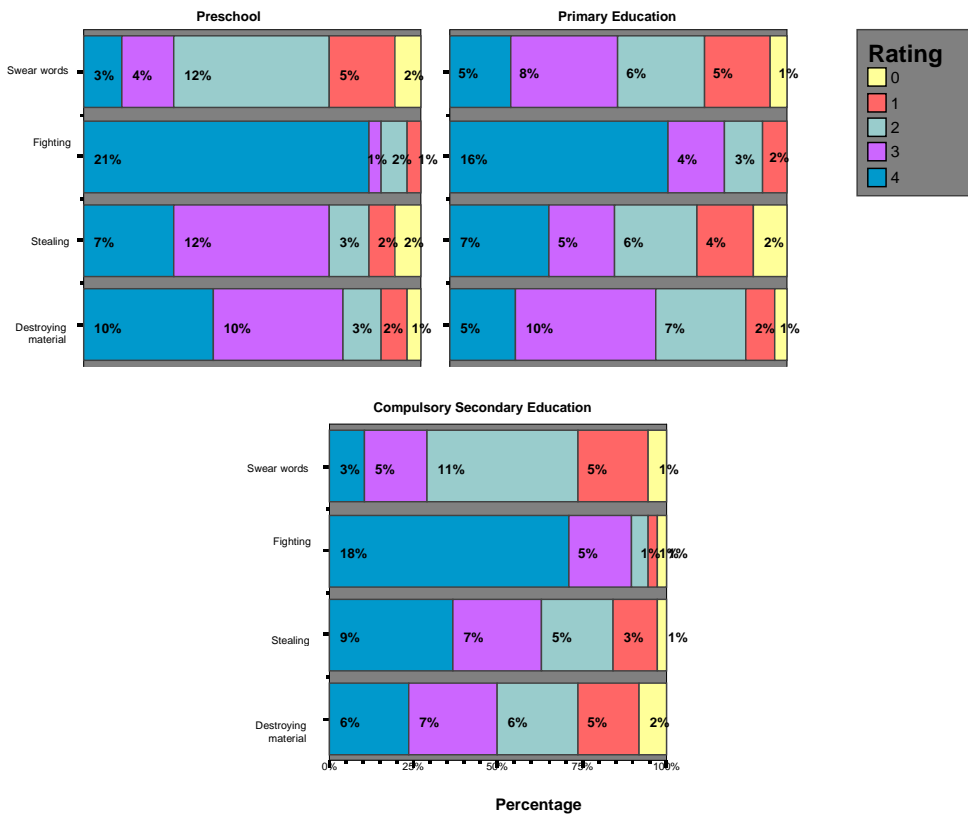 Preschool
Primary Education
Rating
0
1
2
3
4
Swear words
3% 4% 12% 5% 2%
5% 8% 6% 5% 1%
Fighting
21% 1% 2% 1%
16% 4% 3% 2%
Stealing
7% 12% 3% 2% 2%
7% 5% 6% 4% 2%
Destroying
material
10% 10% 3% 2% 1%
5% 10% 7% 2% 1%
Compulsory Secondary Education
Swear words
3% 5% 11% 5% 1%
Fighting
18% 5% 1% 1% 1%
Stealing
9% 7% 5% 3% 1%
Destroying
material
6% 7% 6% 5% 2%
0% 25% 50% 75% 100%
Percentage